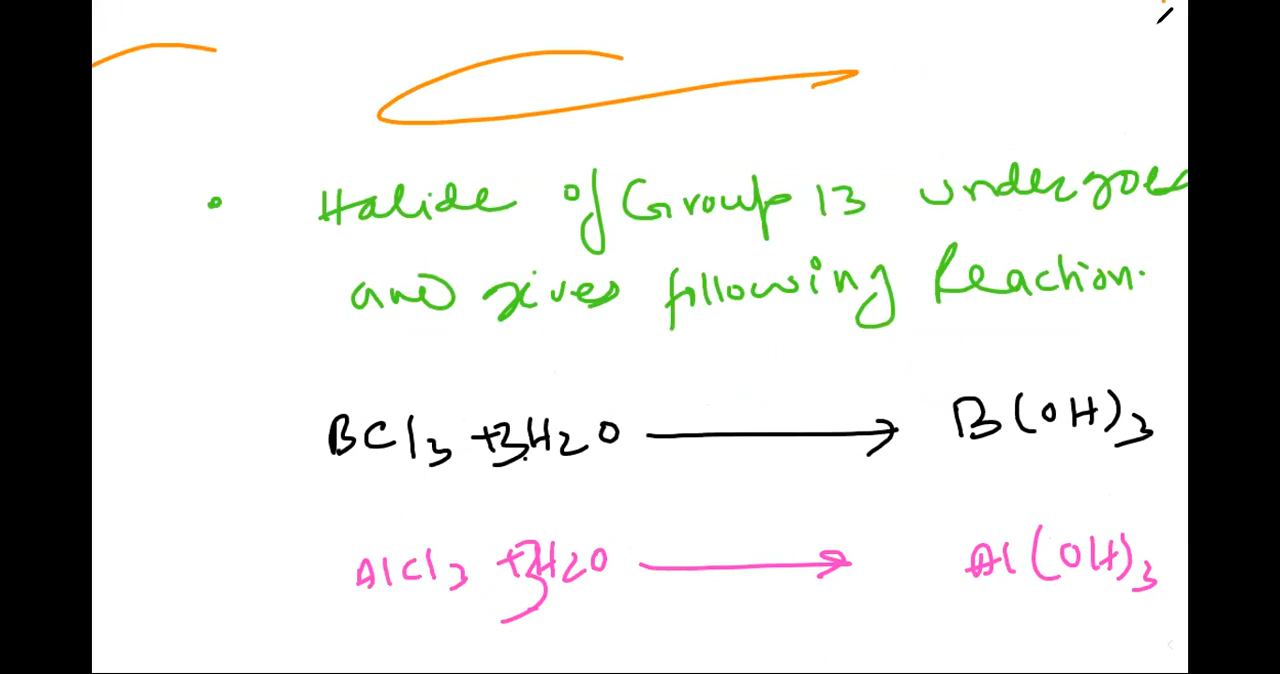 • Halide of Group 13 undergoes
and gives following Reaction.
BCl3 + 3H2O ⟶ B(OH)3
AlCl3 + 3H2O ⟶ Al(OH)3